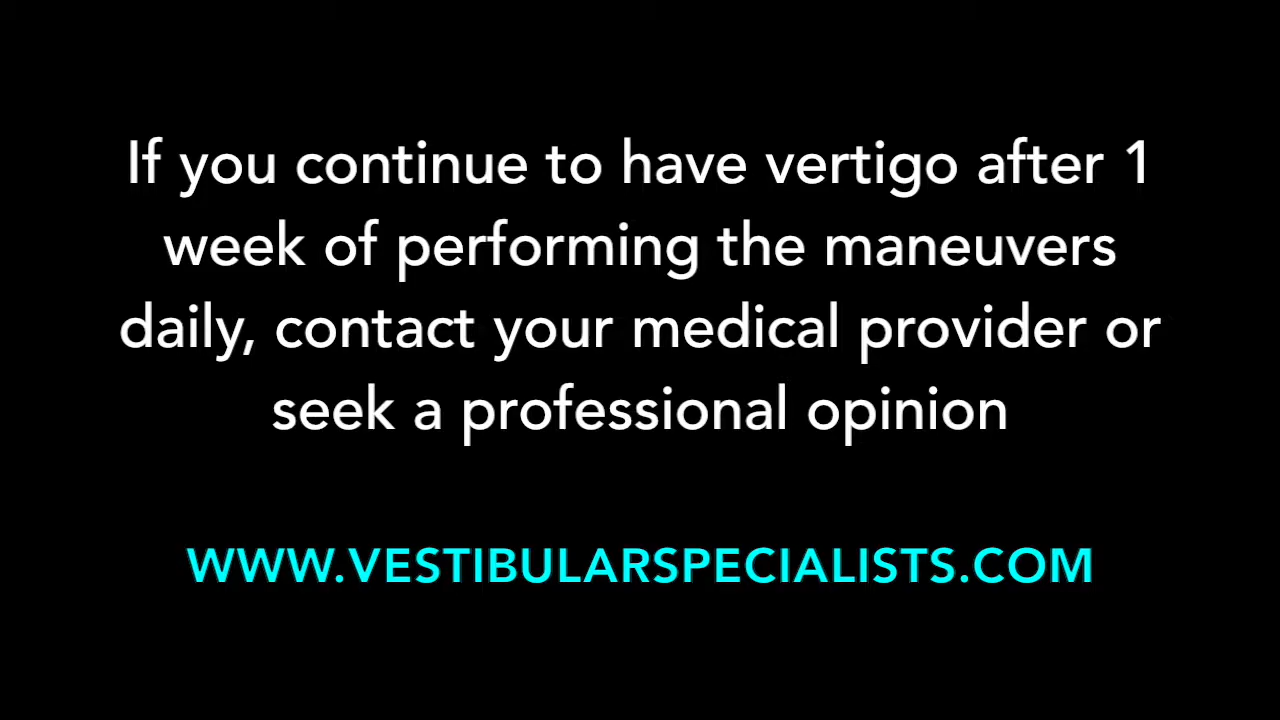 If you continue to have vertigo after 1
week of performing the maneuvers
daily, contact your medical provider or
seek a professional opinion
WWW.VESTIBULARSPECIALISTS.COM